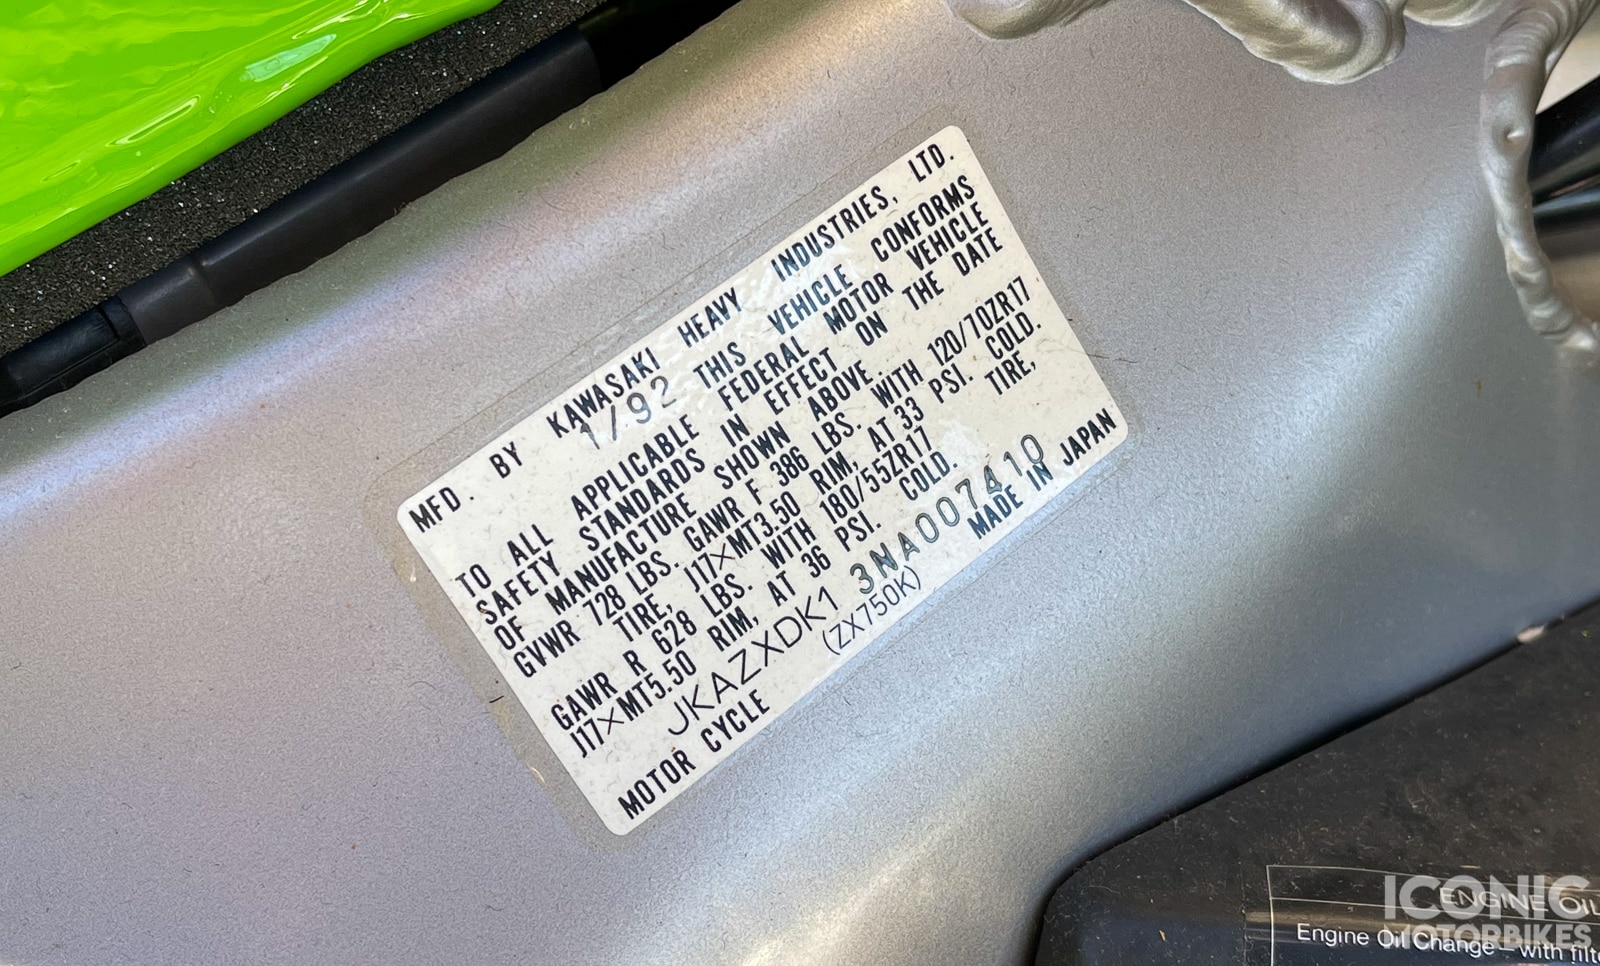 MFD. BY KAWASAKI HEAVY INDUSTRIES, LTD.
1/92 THIS VEHICLE CONFORMS
TO ALL APPLICABLE FEDERAL MOTOR VEHICLE
SAFETY STANDARDS IN EFFECT ON THE DATE
OF MANUFACTURE SHOWN ABOVE.
GVWR 728 LBS. GAWR F 386 LBS. WITH 120/70ZR17
TIRE, J17×MT3.50 RIM, AT 33 PSI. COLD.
GAWR R 628 LBS. WITH 180/55ZR17 TIRE,
J17×MT5.50 RIM, AT 36 PSI. COLD.
JKAZXDK1 3NA007410
(ZX750K)
MOTOR CYCLE MADE IN JAPAN
ENGINE OIL
Engine Oil Change–with filte
ICONIC
MOTORBIKES